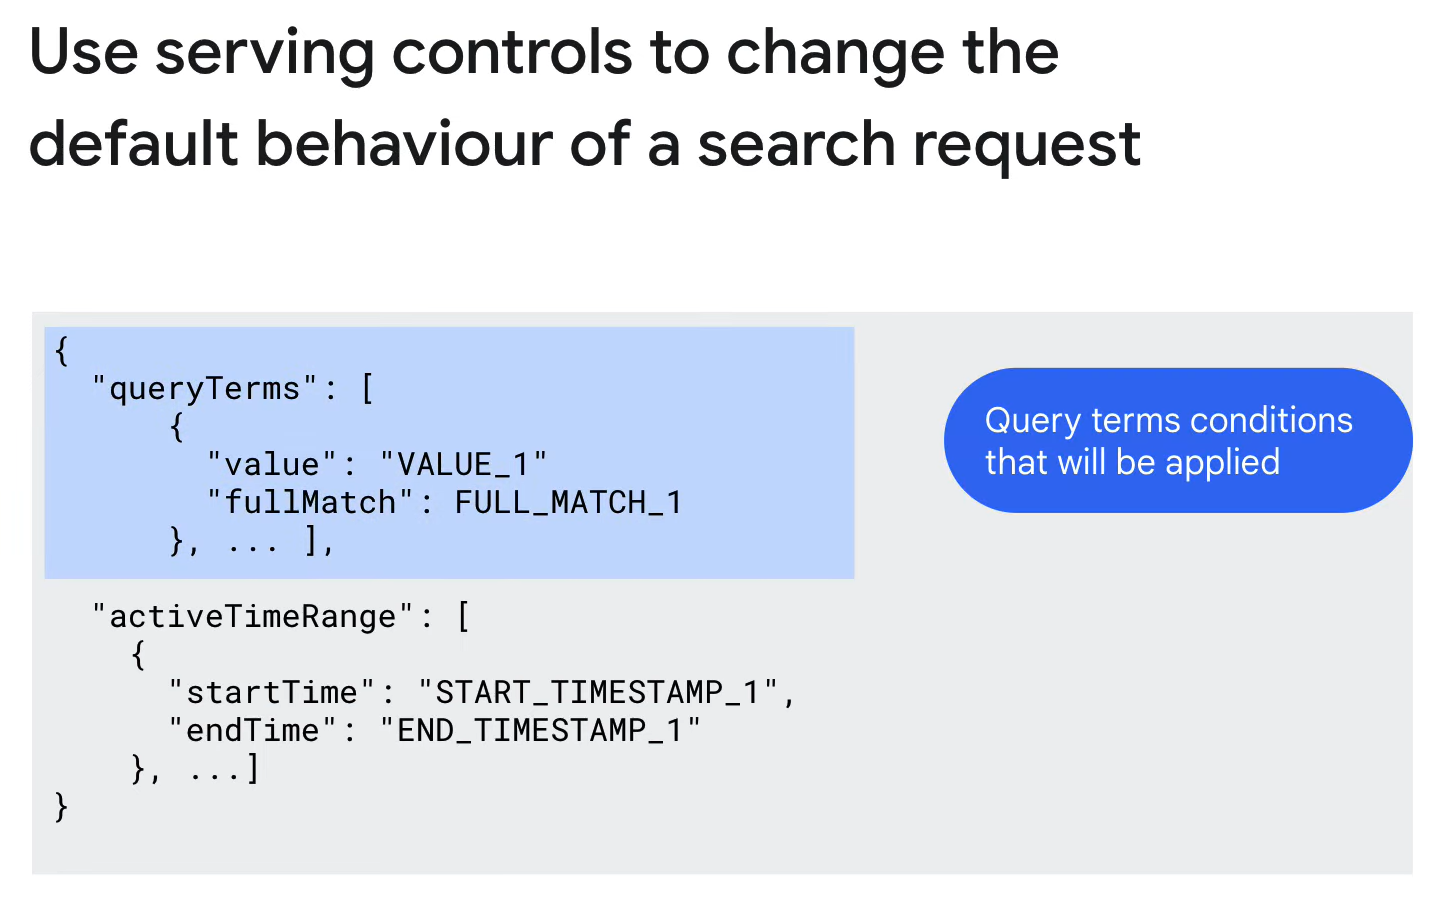 Use serving controls to change the
default behaviour of a search request
{
"queryTerms": [
{
"value": "VALUE_1"
"fullMatch": FULL_MATCH_1
}, ... ],
"activeTimeRange": [
{
"startTime": "START_TIMESTAMP_1",
"endTime": "END_TIMESTAMP_1"
}, ...]
}
Query terms conditions
that will be applied